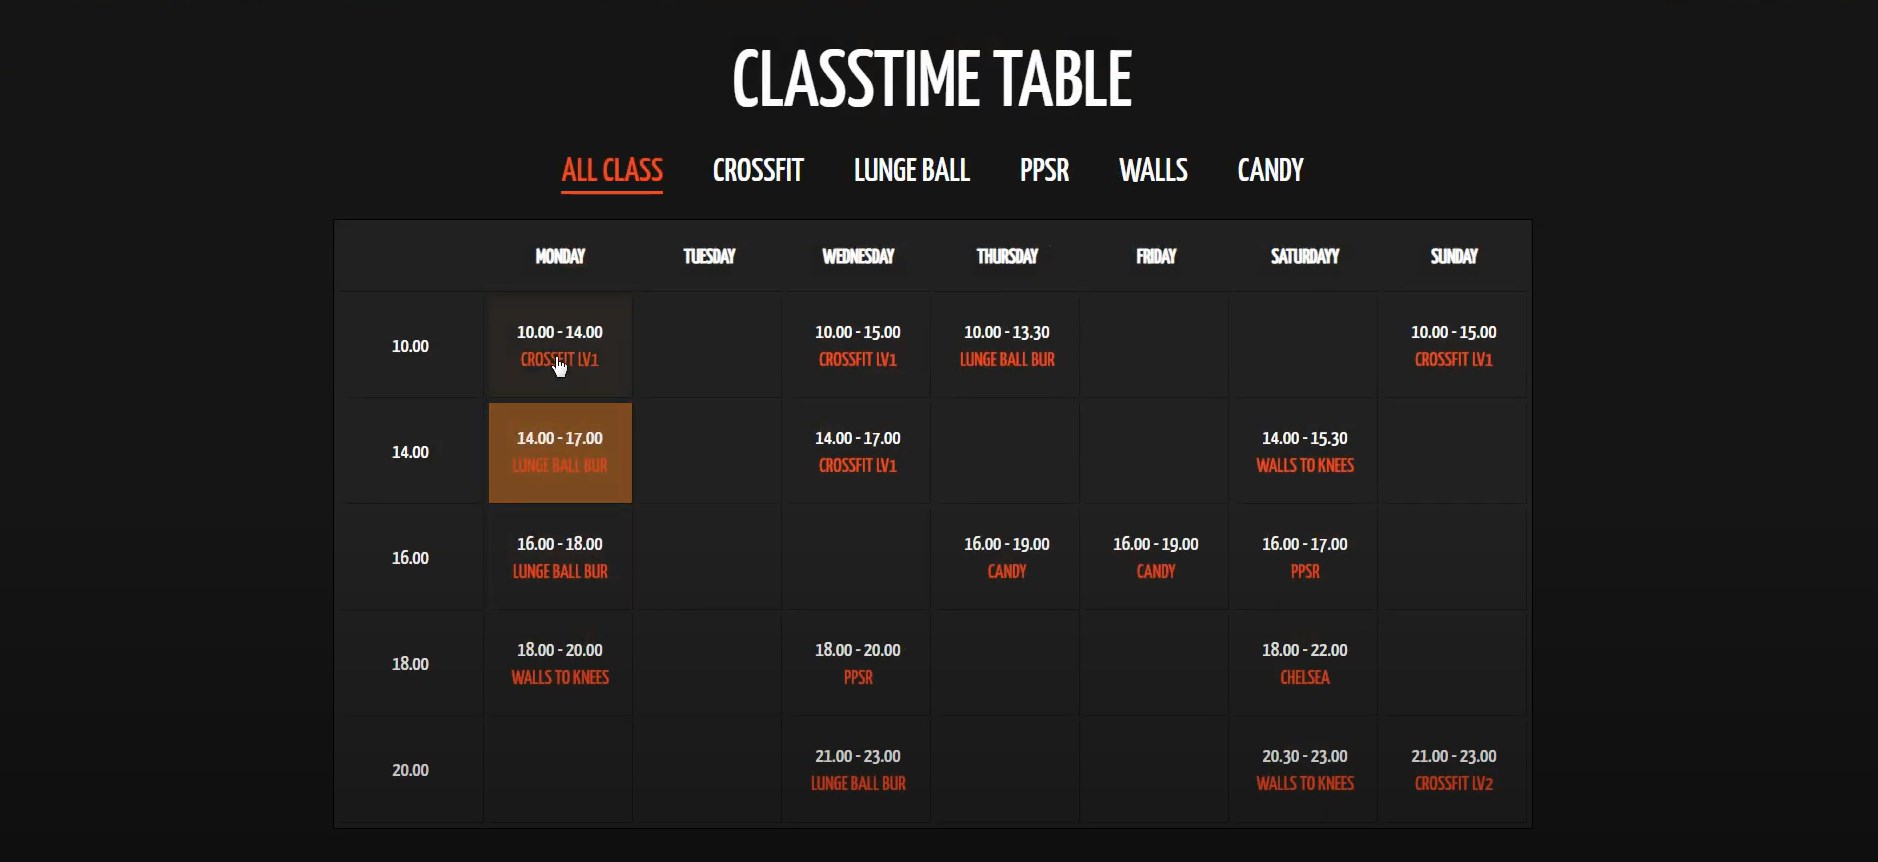 CLASSTIME TABLE
ALL CLASS CROSSFIT LUNGE BALL PPSR WALLS CANDY
MONDAY TUESDAY WEDNESDAY THURSDAY FRIDAY SATURDAYY SUNDAY
10.00 - 14.00 10.00 - 15.00 10.00 - 13.30 10.00 - 15.00
10.00
CROSSFIT LV1 CROSSFIT LV1 LUNGE BALL BUR CROSSFIT LV1
14.00 - 17.00 14.00 - 17.00 14.00 - 15.30
14.00
LUNGE BALL BUR CROSSFIT LV1 WALLS TO KNEES
16.00 - 18.00 16.00 - 19.00 16.00 - 19.00 16.00 - 17.00
16.00
LUNGE BALL BUR CANDY CANDY PPSR
18.00 - 20.00 18.00 - 20.00 18.00 - 22.00
18.00
WALLS TO KNEES PPSR CHELSEA
21.00 - 23.00 20.30 - 23.00 21.00 - 23.00
20.00
LUNGE BALL BUR WALLS TO KNEES CROSSFIT LV2